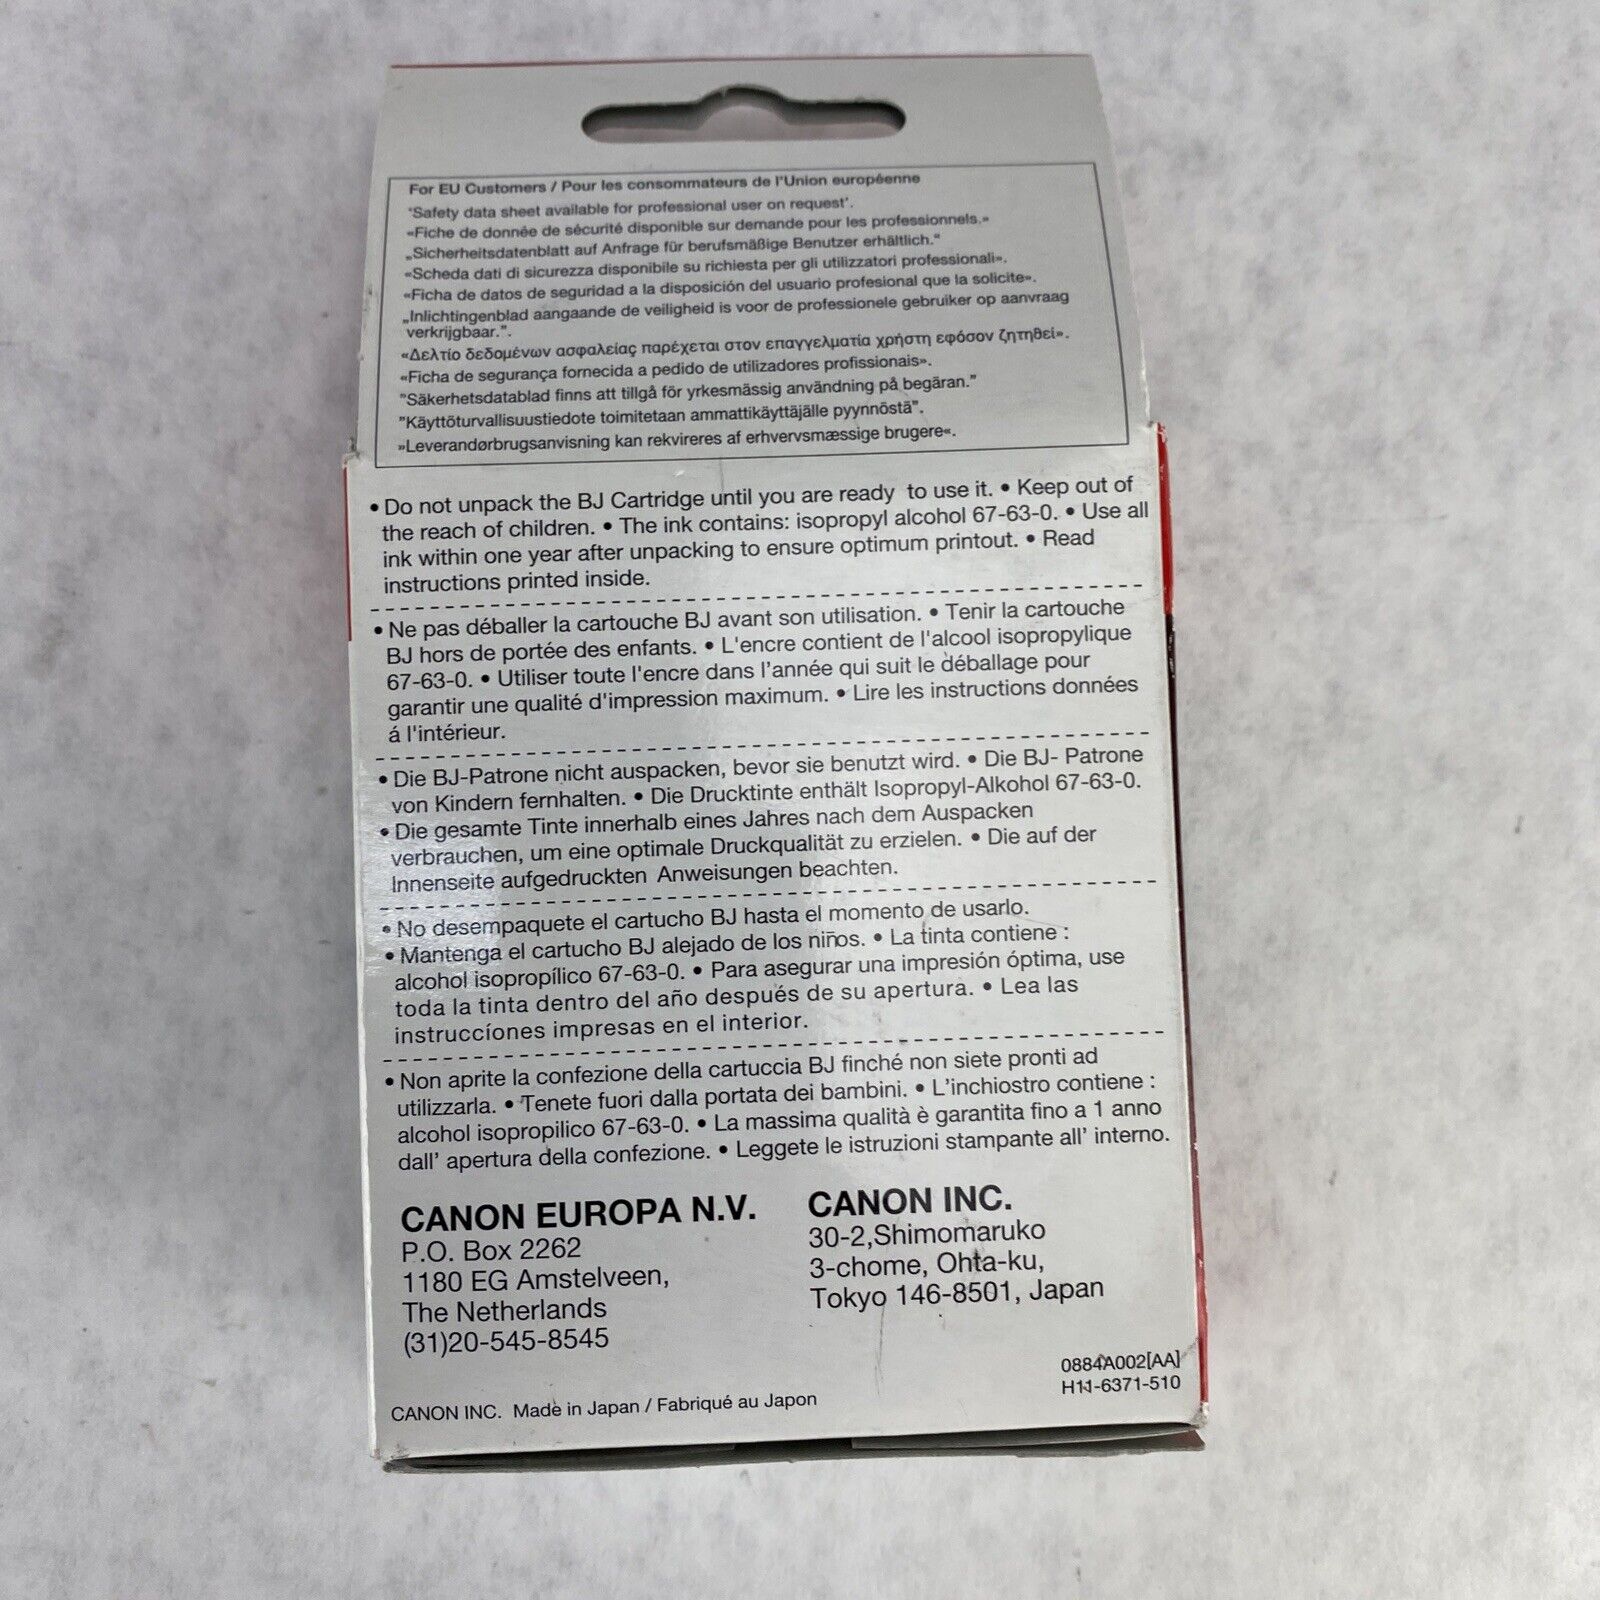 For EU Customers / Pour les consommateurs de l'Union européenne
"Safety data sheet available for professional user on request".
«Fiche de donnée de sécurité disponible sur demande pour les professionnels.»
„Sicherheitsdatenblatt auf Anfrage für berufsmäßige Benutzer erhältlich.“
«Scheda dati di sicurezza disponibile su richiesta per gli utilizzatori professionali».
«Ficha de datos de seguridad a la disposición del usuario profesional que la solicite».
„Inlichtingenblad aangaande de veiligheid is voor de professionele gebruiker op aanvraag
verkrijgbaar.”.
«Δελτίο δεδομένων ασφαλείας παρέχεται στον επαγγελματία χρήστη εφόσον ζητηθεί».
«Ficha de segurança fornecida a pedido de utilizadores profissionais».
”Säkerhetsdatablad finns att tillgå för yrkesmässig användning på begäran.”
”Käyttöturvallisuustiedote toimitetaan ammattikäyttäjälle pyynnöstä”.
»Leverandørbrugsanvisning kan rekvireres af erhvervsmæssige brugere«.
• Do not unpack the BJ Cartridge until you are ready to use it. • Keep out of
the reach of children. • The ink contains: isopropyl alcohol 67-63-0. • Use all
ink within one year after unpacking to ensure optimum printout. • Read
instructions printed inside.
• Ne pas déballer la cartouche BJ avant son utilisation. • Tenir la cartouche
BJ hors de portée des enfants. • L'encre contient de l'alcool isopropylique
67-63-0. • Utiliser toute l'encre dans l'année qui suit le déballage pour
garantir une qualité d'impression maximum. • Lire les instructions données
á l'intérieur.
• Die BJ-Patrone nicht auspacken, bevor sie benutzt wird. • Die BJ- Patrone
von Kindern fernhalten. • Die Drucktinte enthält Isopropyl-Alkohol 67-63-0.
• Die gesamte Tinte innerhalb eines Jahres nach dem Auspacken
verbrauchen, um eine optimale Druckqualität zu erzielen. • Die auf der
Innenseite aufgedruckten Anweisungen beachten.
• No desempaquete el cartucho BJ hasta el momento de usarlo.
• Mantenga el cartucho BJ alejado de los niños. • La tinta contiene :
alcohol isopropílico 67-63-0. • Para asegurar una impresión óptima, use
toda la tinta dentro del año después de su apertura. • Lea las
instruccíones impresas en el interior.
• Non aprite la confezione della cartuccia BJ finché non siete pronti ad
utilizzarla. • Tenete fuori dalla portata dei bambini. • L'inchiostro contiene :
alcohol isopropilico 67-63-0. • La massima qualità è garantita fino a 1 anno
dall' apertura della confezione. • Leggete le istruzioni stampante all' interno.
CANON EUROPA N.V.
P.O. Box 2262
1180 EG Amstelveen,
The Netherlands
(31)20-545-8545
CANON INC.
30-2,Shimomaruko
3-chome, Ohta-ku,
Tokyo 146-8501, Japan
0884A002[AA]
H11-6371-510
CANON INC. Made in Japan / Fabriqué au Japon